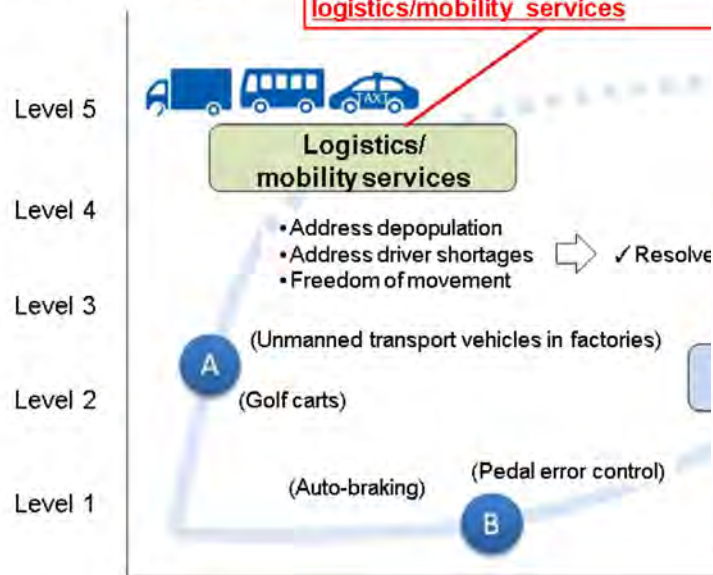 logistics/mobility services
Level 5
TAXI
Logistics/
mobility services
Level 4
• Address depopulation
• Address driver shortages
✓ Resolve
• Freedom of movement
Level 3
(Unmanned transport vehicles in factories)
A
Level 2
(Golf carts)
(Pedal error control)
(Auto-braking)
Level 1
B